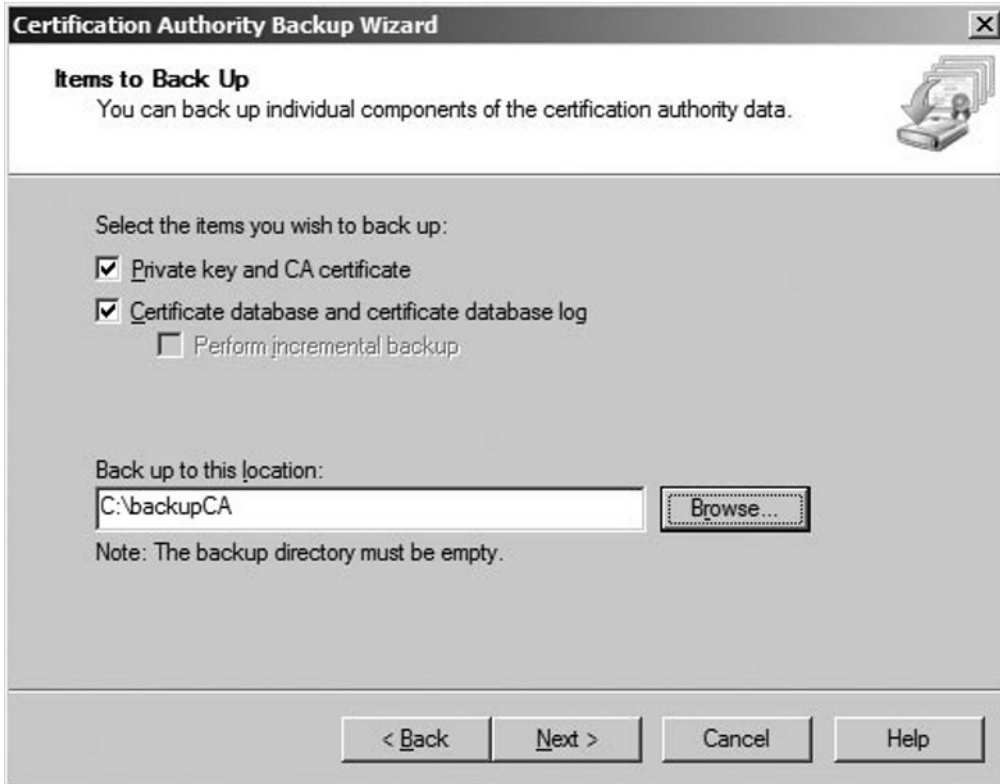 Certification Authority Backup Wizard
Items to Back Up
You can back up individual components of the certification authority data.
Select the items you wish to back up:
Private key and CA certificate
Certificate database and certificate database log
Perform incremental backup
Back up to this location:
C:\backupCA
Browse...
Note: The backup directory must be empty.
< Back
Next >
Cancel
Help